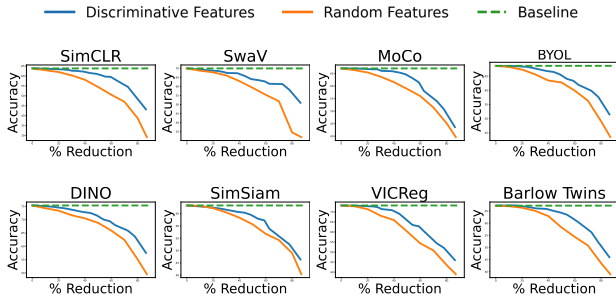 Discriminative Features Random Features Baseline
SimCLR SwaV MoCo BYOL
Accuracy Accuracy Accuracy Accuracy
% Reduction % Reduction % Reduction % Reduction
DINO SimSiam VICReg Barlow Twins
Accuracy Accuracy Accuracy Accuracy
% Reduction % Reduction % Reduction % Reduction